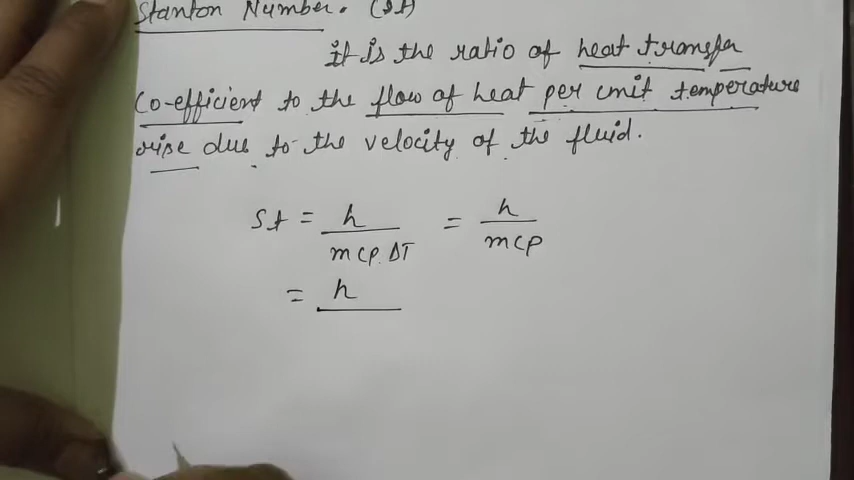 Stanton Number. (St)
it is the ratio of heat transfer
co-efficient to the flow of heat per unit temperature
rise due to the velocity of the fluid.
St = h / mcp. ΔT = h / mcp
= h